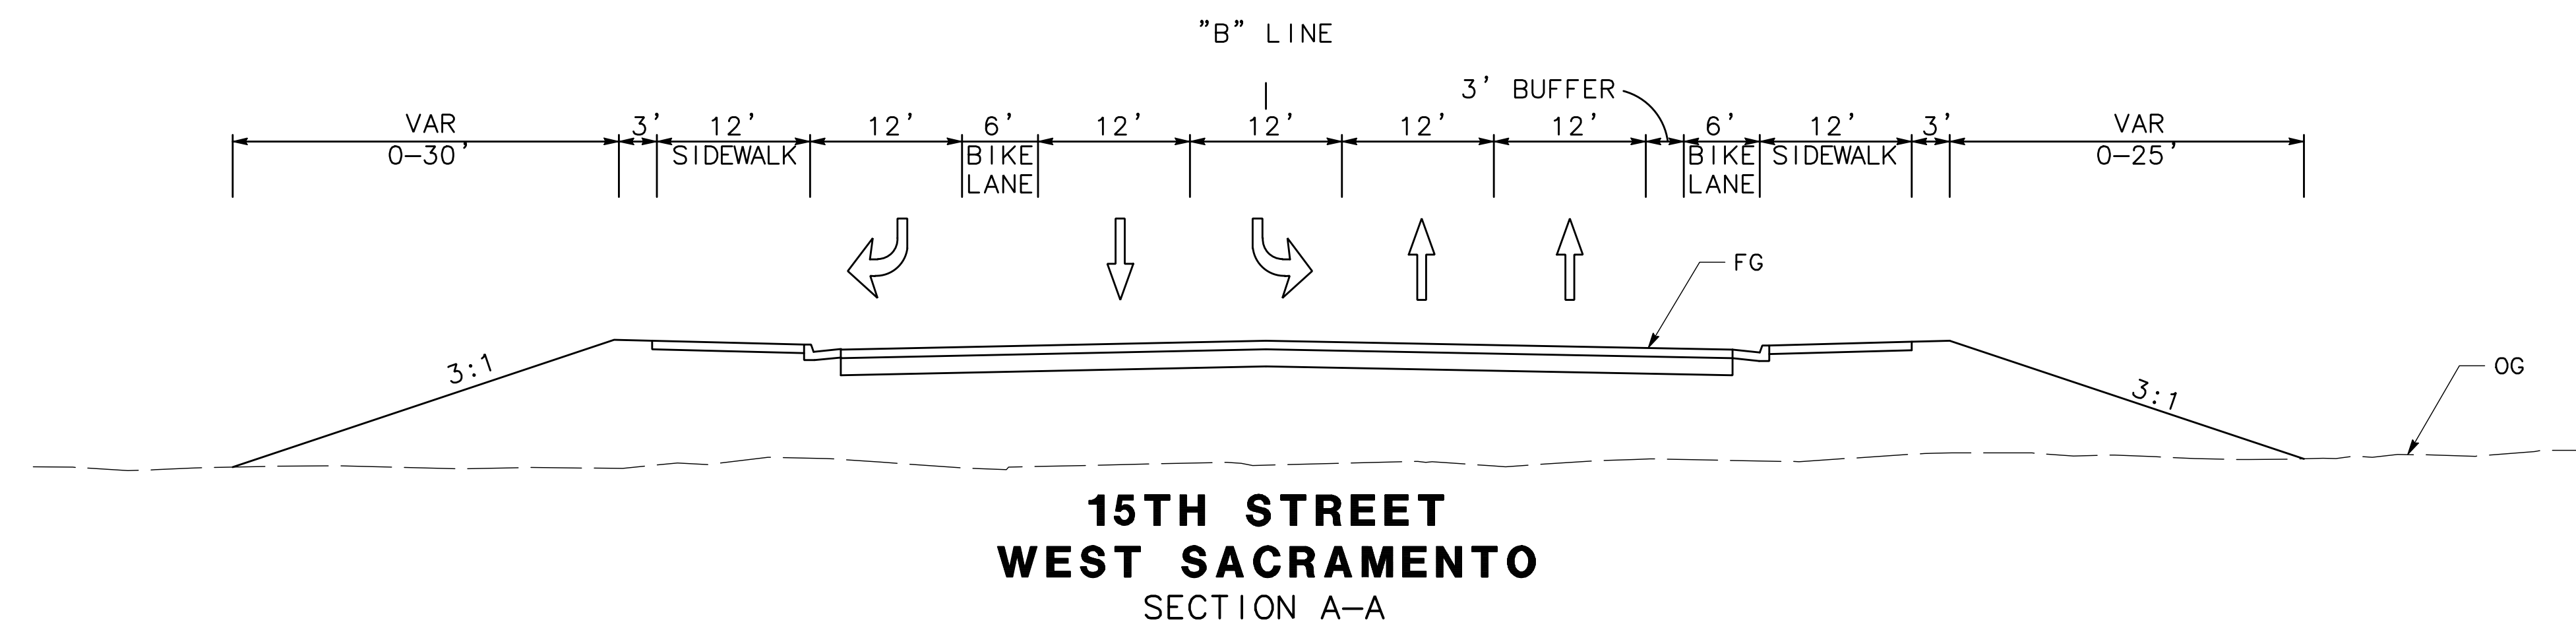 "B" LINE
3' BUFFER
VAR 3' 12' 12' 6' 12' 12' 12' 12' 6' 12' 3' VAR
0-30' SIDEWALK BIKE BIKE SIDEWALK 0-25'
LANE LANE
FG
3:1
OG
3:1
15TH STREET
WEST SACRAMENTO
SECTION A-A